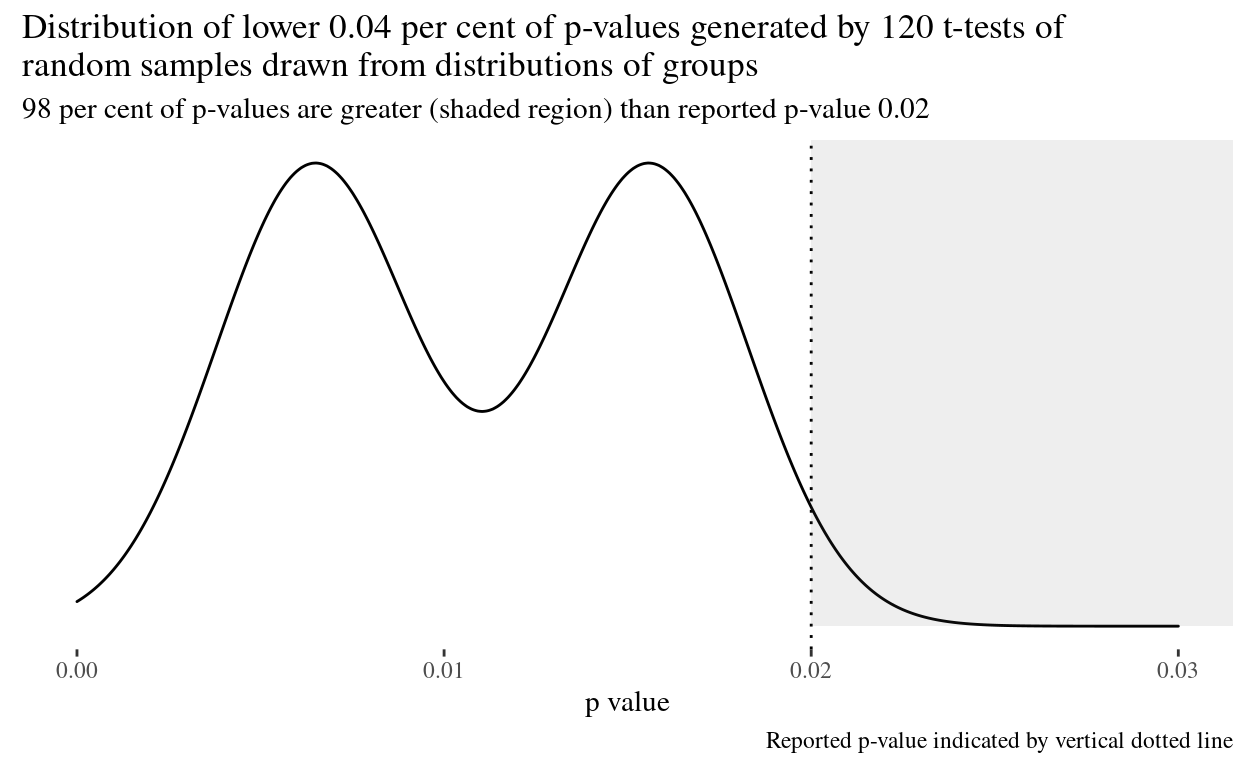 Distribution of lower 0.04 per cent of p-values generated by 120 t-tests of
random samples drawn from distributions of groups
98 per cent of p-values are greater (shaded region) than reported p-value 0.02
0.00 0.01 0.02 0.03
p value
Reported p-value indicated by vertical dotted line